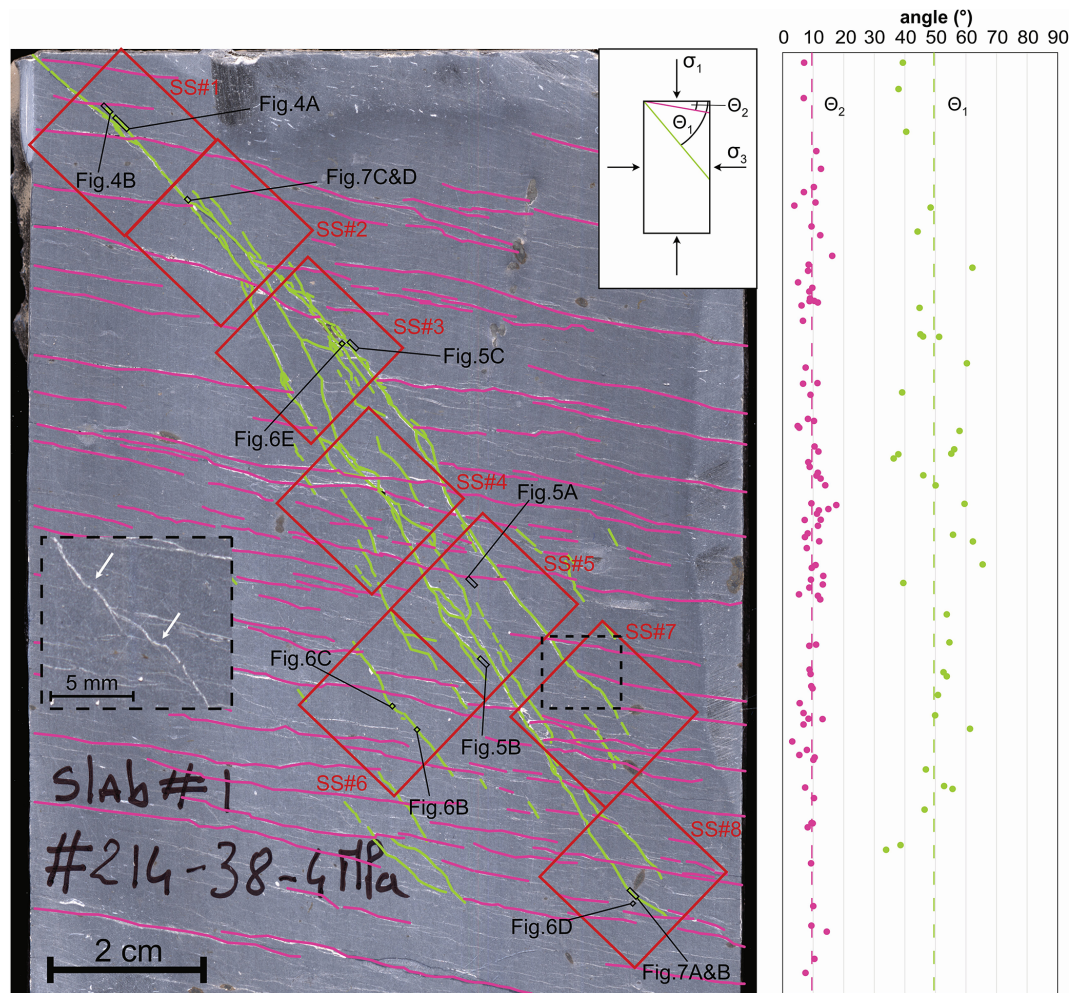 angle (°)
0 10 20 30 40 50 60 70 80 90
σ1
Θ2
Θ1
σ3
Θ2
Θ1
SS#1
Fig.4A
Fig.4B
Fig.7C&D
SS#2
SS#3
Fig.5C
Fig.6E
SS#4
Fig.5A
SS#5
5 mm
SS#7
Fig.6C
Fig.5B
SS#6
Fig.6B
Slab #1
#214-38-4MPa
SS#8
Fig.6D
Fig.7A&B
2 cm